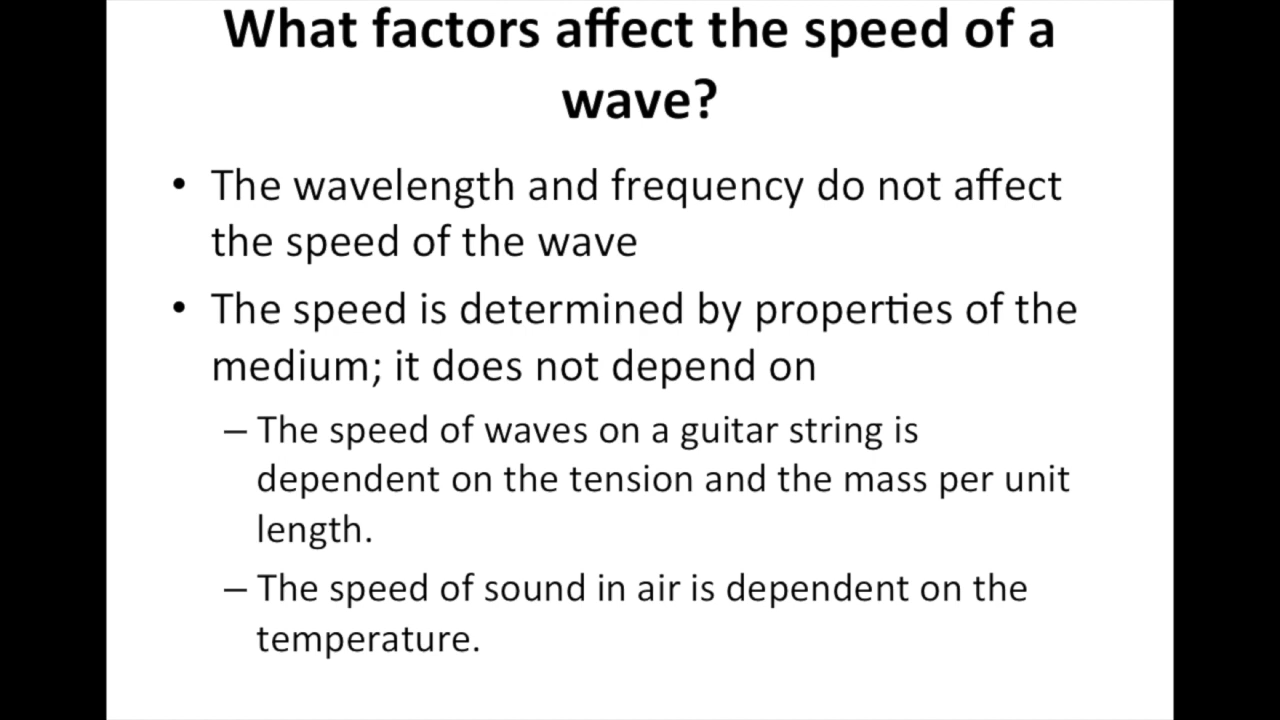 What factors affect the speed of a
wave?
• The wavelength and frequency do not affect
the speed of the wave
• The speed is determined by properties of the
medium; it does not depend on
– The speed of waves on a guitar string is
dependent on the tension and the mass per unit
length.
– The speed of sound in air is dependent on the
temperature.